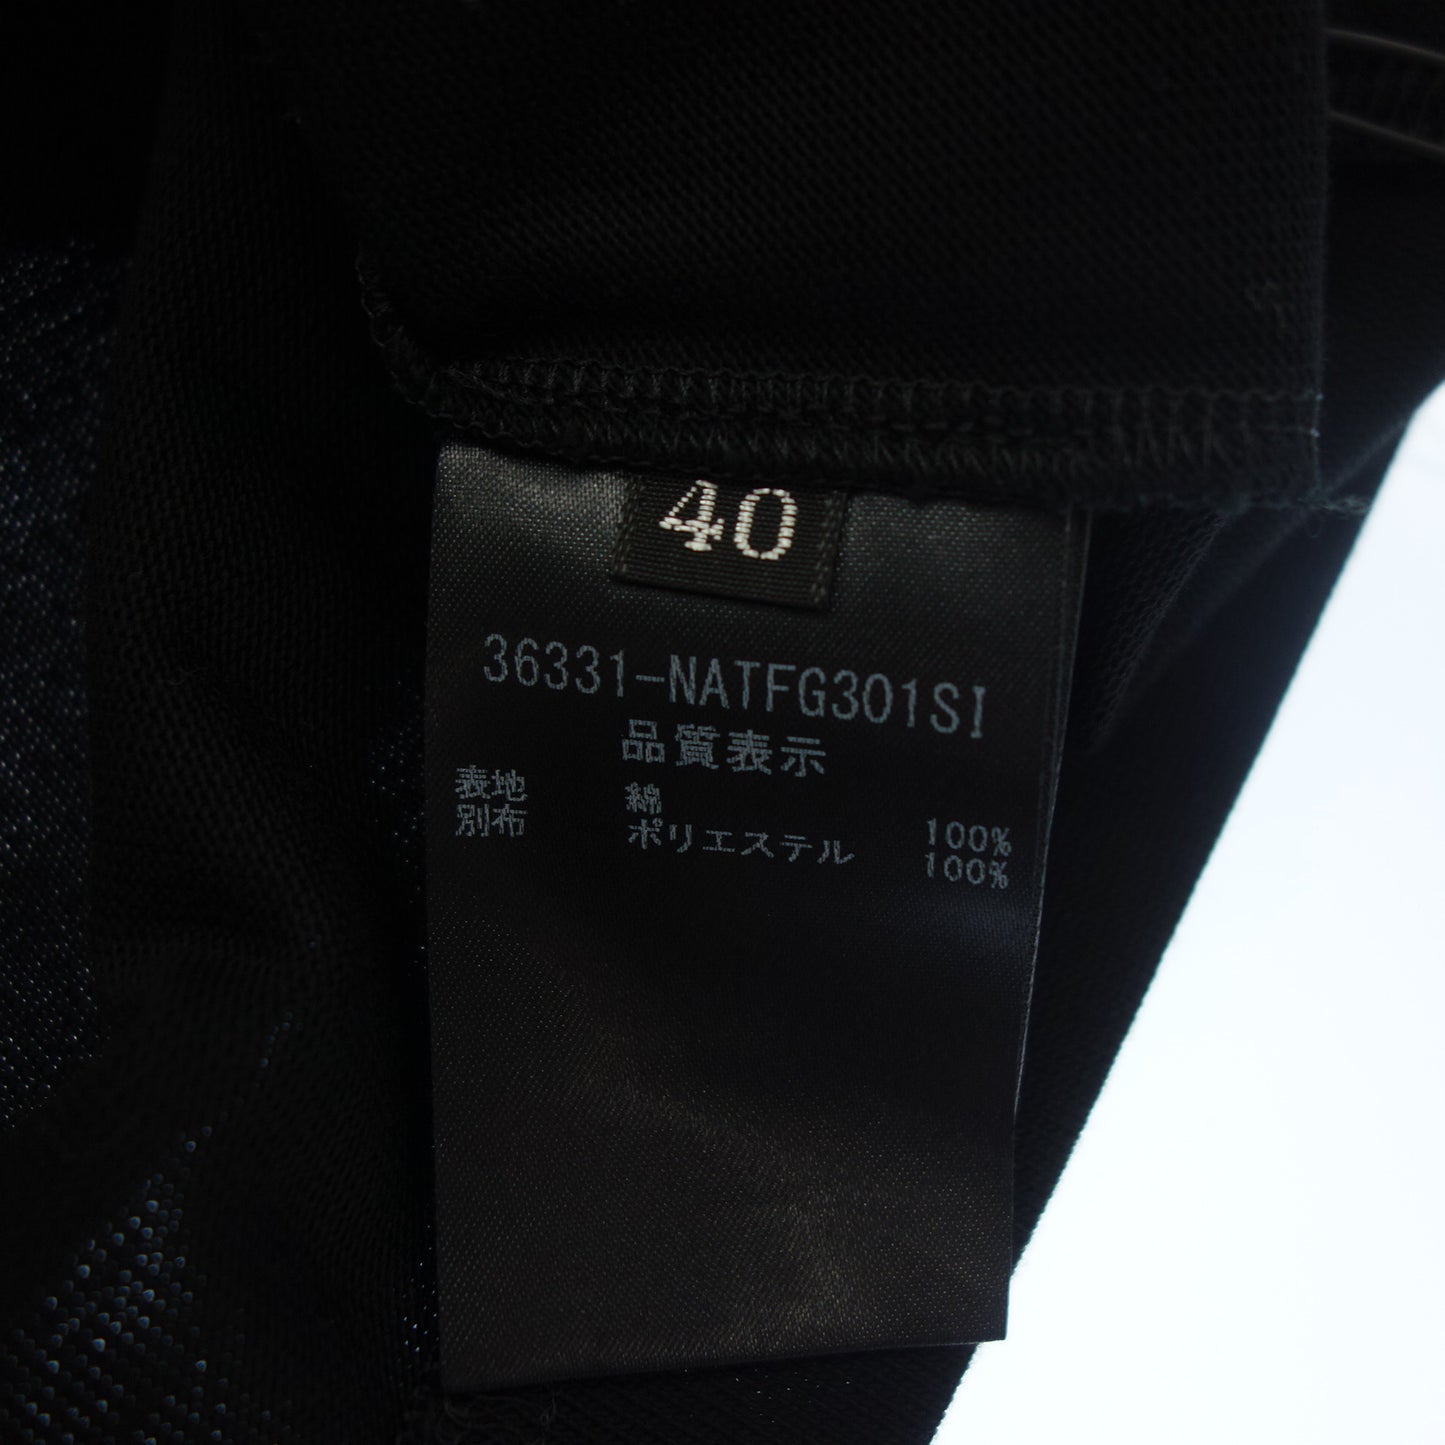 40
36331-NATFG301SI
品質表示
表地 綿 100%
別布 ポリエステル 100%